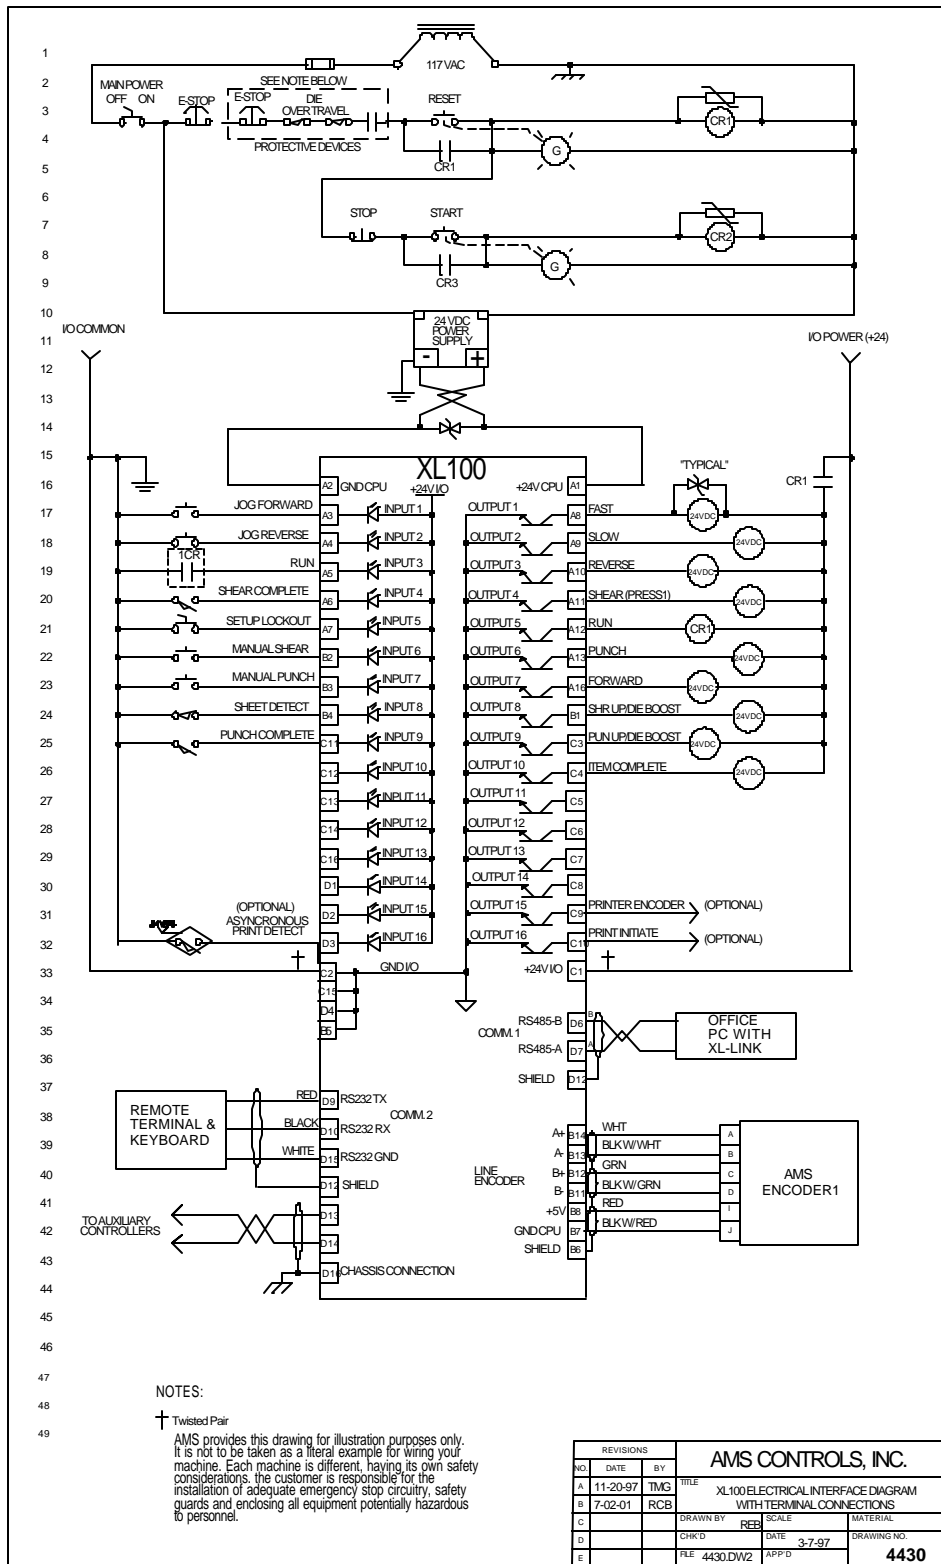 1
117 VAC
2
MAIN POWER
SEE NOTE BELOW
OFF ON
E-STOP
E-STOP
DIE
OVER TRAVEL
RESET
3
CR1
4
PROTECTIVE DEVICES
G
5
CR1
6
7
STOP
START
CR2
8
G
9
CR3
10
I/O COMMON
24 VDC
POWER
SUPPLY
I/O POWER (+24)
11
- +
12
13
14
15
XL100
"TYPICAL"
16
A2 GND CPU
+24V I/O
+24V CPU A1
CR1
17
JOG FORWARD A3 INPUT 1
OUTPUT 1 A8 FAST 24VDC
18
JOG REVERSE A4 INPUT 2
OUTPUT 2 A9 SLOW 24VDC
1CR
19
RUN A5 INPUT 3
OUTPUT 3 A10 REVERSE 24VDC
20
SHEAR COMPLETE A6 INPUT 4
OUTPUT 4 A11 SHEAR (PRESS1) 24VDC
21
SETUP LOCKOUT A7 INPUT 5
OUTPUT 5 A12 RUN CR1
22
MANUAL SHEAR B2 INPUT 6
OUTPUT 6 A13 PUNCH 24VDC
23
MANUAL PUNCH B3 INPUT 7
OUTPUT 7 A16 FORWARD 24VDC
24
SHEET DETECT B4 INPUT 8
OUTPUT 8 B1 SHR UP/DIE BOOST 24VDC
25
PUNCH COMPLETE C11 INPUT 9
OUTPUT 9 C3 PUN UP/DIE BOOST 24VDC
26
C12 INPUT 10
OUTPUT 10 C4 ITEM COMPLETE 24VDC
27
C13 INPUT 11
OUTPUT 11 C5
28
C14 INPUT 12
OUTPUT 12 C6
29
C16 INPUT 13
OUTPUT 13 C7
30
D1 INPUT 14
OUTPUT 14 C8
31
(OPTIONAL)
ASYNCRONOUS
PRINT DETECT
D2 INPUT 15
OUTPUT 15 C9 PRINTER ENCODER (OPTIONAL)
32
D3 INPUT 16
OUTPUT 16 C10 PRINT INITIATE (OPTIONAL)
33
C2 GND I/O
+24V I/O C1
34
C15
D4
35
B5
COMM. 1
RS485-B D6 B
RS485-A D7 A
OFFICE
PC WITH
XL-LINK
36
SHIELD D12
37
REMOTE
TERMINAL &
KEYBOARD
RED D9 RS232 TX
38
BLACK D10 RS232 RX
COMM. 2
39
WHITE D15 RS232 GND
40
D12 SHIELD
LINE
ENCODER
A+ B14 WHT A
A- B13 BLK W/WHT B
B+ B12 GRN C
B- B11 BLK W/GRN D
+5V B8 RED I
GND CPU B7 BLK W/RED J
SHIELD B6
AMS
ENCODER 1
41
TO AUXILIARY
CONTROLLERS
D13
42
D14
43
D16 CHASSIS CONNECTION
44
45
46
47
48
49
NOTES:
† Twisted Pair
AMS provides this drawing for illustration purposes only.
It is not to be taken as a literal example for wiring your
machine. Each machine is different, having its own safety
considerations. the customer is responsible for the
installation of adequate emergency stop circuitry, safety
guards and enclosing all equipment potentially hazardous
to personnel.
REVISIONS
NO. DATE BY
A 11-20-97 TMG
B 7-02-01 RCB
C
D
E
AMS CONTROLS, INC.
TITLE
XL100 ELECTRICAL INTERFACE DIAGRAM
WITH TERMINAL CONNECTIONS
DRAWN BY REB
SCALE
MATERIAL
CHK'D
DATE 3-7-97
DRAWING NO.
FILE 4430.DW2
APP'D
4430